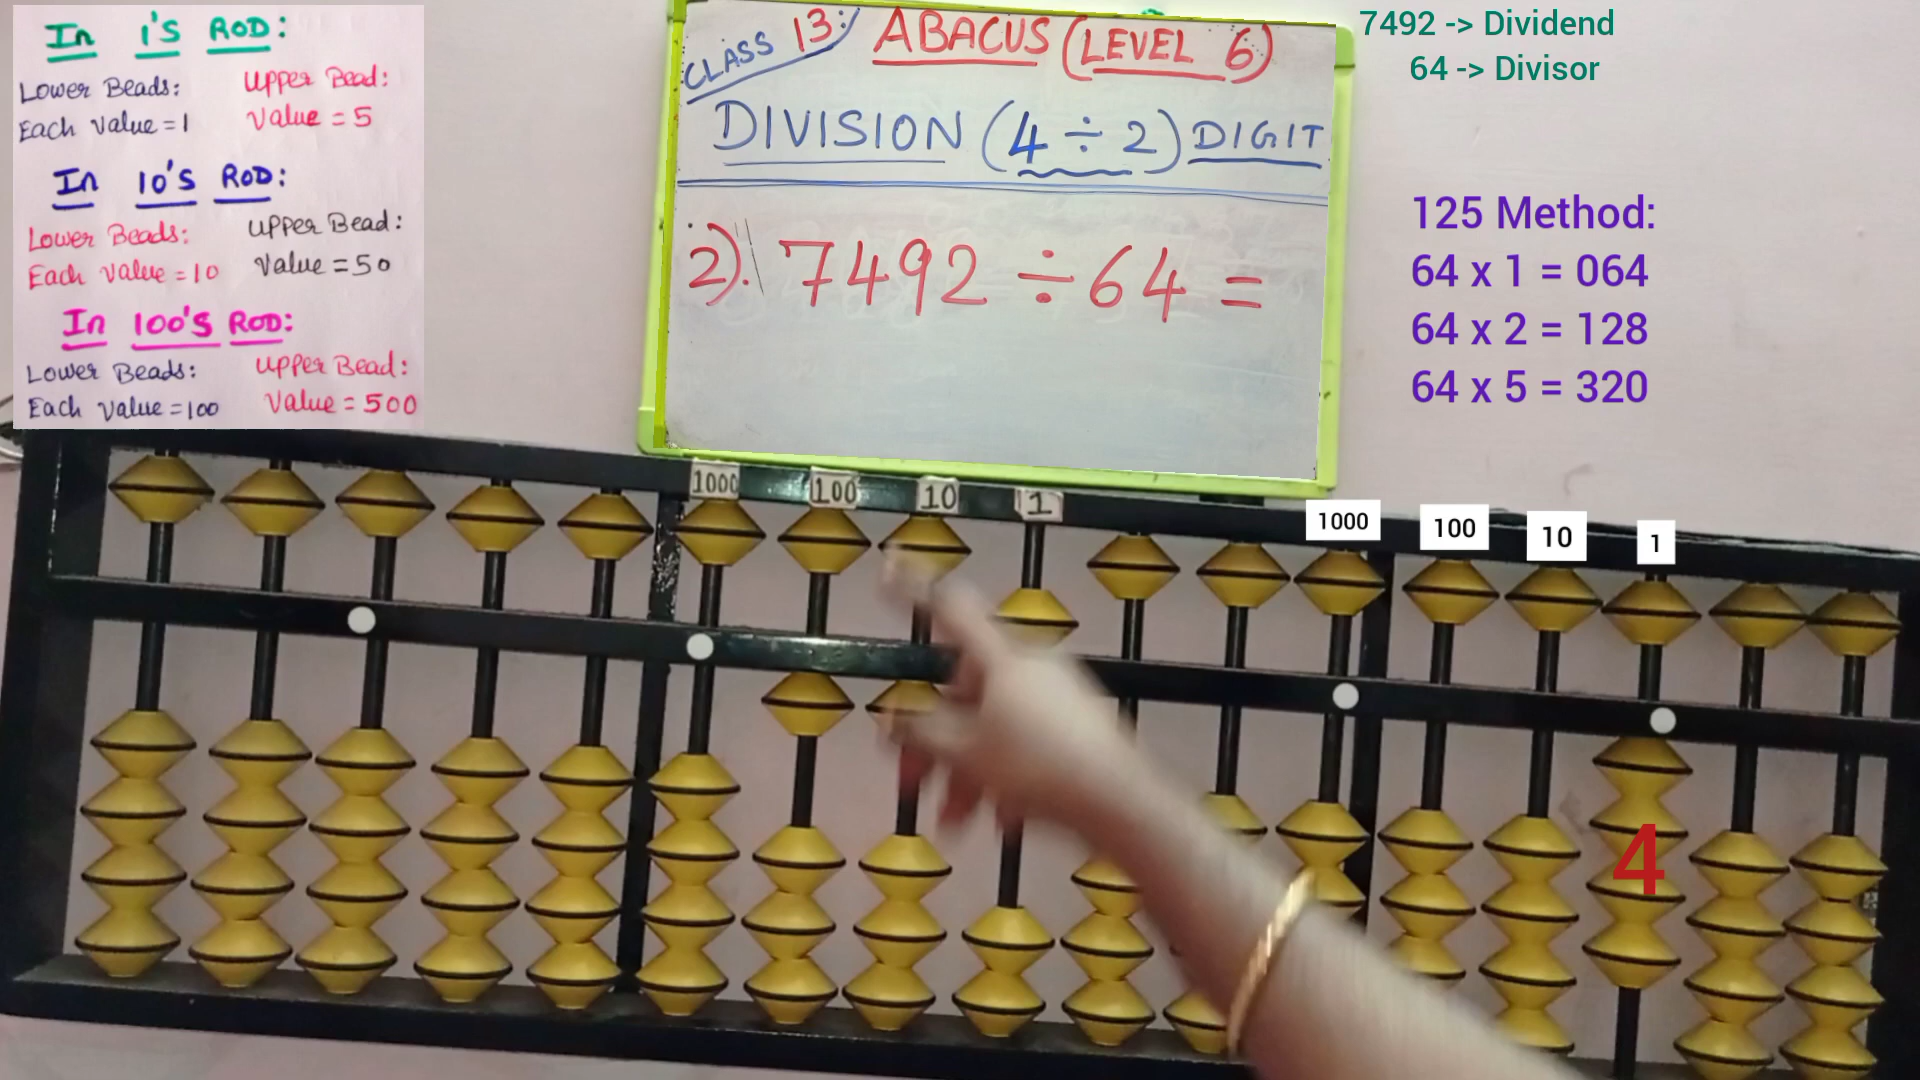 In 1'S ROD:
Lower Beads: Upper Bead:
Each Value = 1 Value = 5
In 10'S ROD:
Lower Beads: Upper Bead:
Each Value = 10 Value = 50
In 100'S ROD:
Lower Beads: Upper Bead:
Each Value = 100 Value = 500
CLASS 13: ABACUS (LEVEL 6)
DIVISION (4 ÷ 2) DIGIT
2). 7492 ÷ 64 =
7492 -> Dividend
64 -> Divisor
125 Method:
64 x 1 = 064
64 x 2 = 128
64 x 5 = 320
1000 100 10 1
1000 100 10 1
4